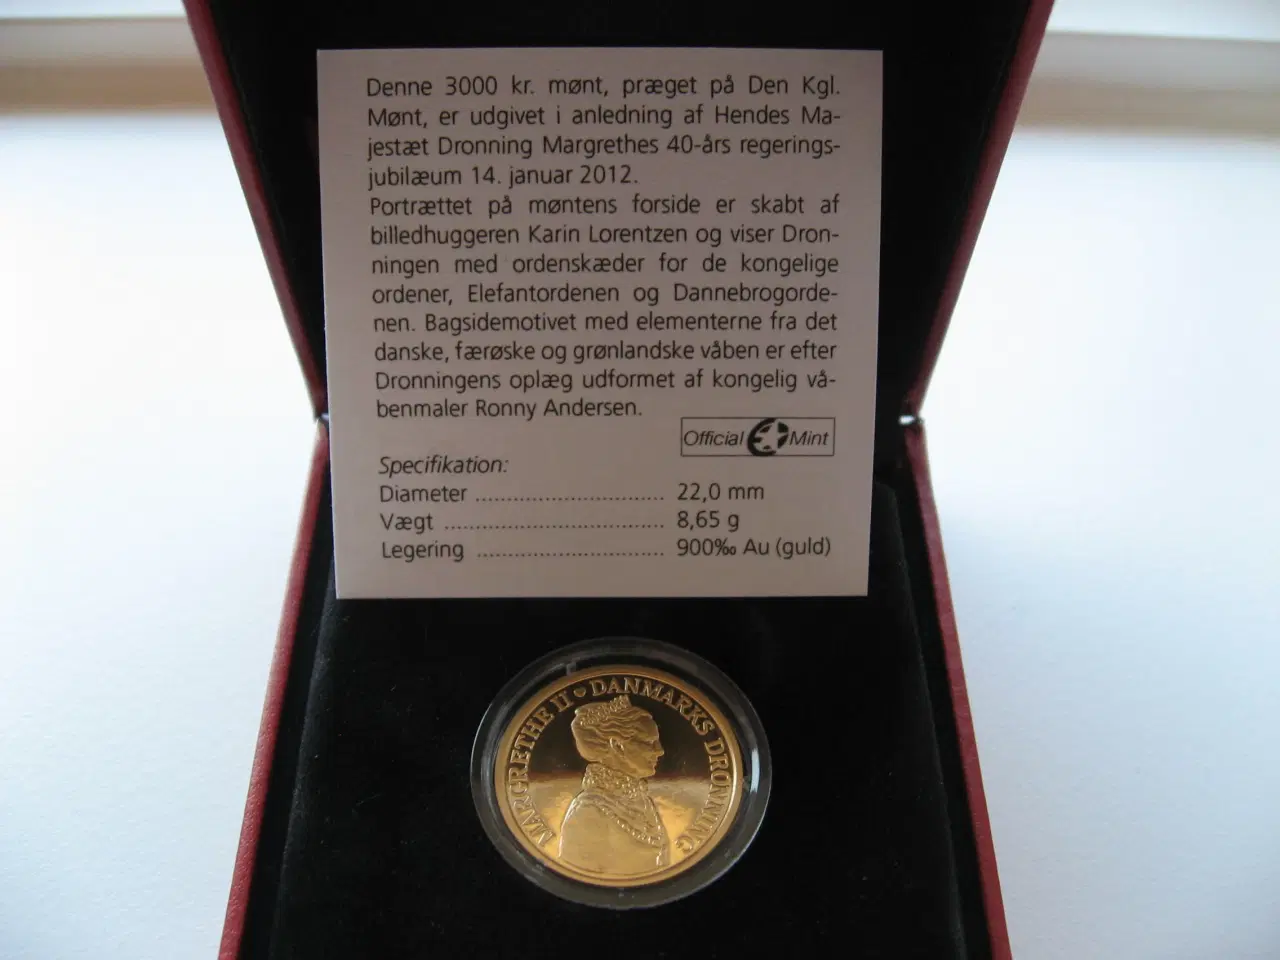 Denne 3000 kr. mønt, præget på Den Kgl.
Mønt, er udgivet i anledning af Hendes Ma-
jestæt Dronning Margrethes 40-års regerings-
jubilæum 14. januar 2012.
Portrættet på møntens forside er skabt af
billedhuggeren Karin Lorentzen og viser Dron-
ningen med ordenskæder for de kongelige
ordener, Elefantordenen og Dannebrogorde-
nen. Bagsidemotivet med elementerne fra det
danske, færøske og grønlandske våben er efter
Dronningens oplæg udformet af kongelig vå-
benmaler Ronny Andersen.
Official Mint
Specifikation:
Diameter .............................. 22,0 mm
Vægt ................................... 8,65 g
Legering .............................. 900‰ Au (guld)
MARGRETHE II DANMARKS DRONNING